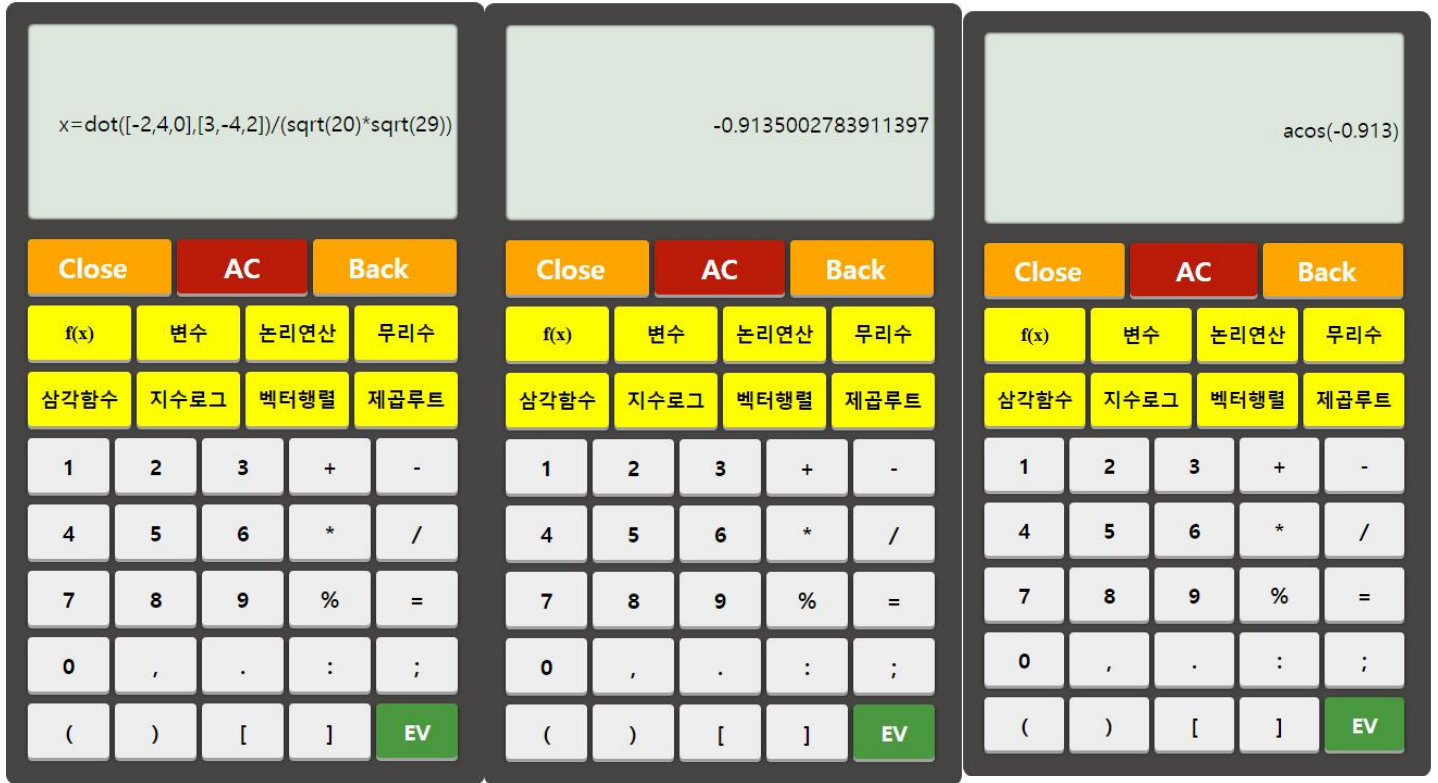 x=dot([-2,4,0],[3,-4,2])/(sqrt(20)*sqrt(29))
Close AC Back
f(x) 변수 논리연산 무리수
삼각함수 지수로그 벡터행렬 제곱루트
1 2 3 + -
4 5 6 * /
7 8 9 % =
0 , . : ;
( ) [ ] EV
-0.9135002783911397
Close AC Back
f(x) 변수 논리연산 무리수
삼각함수 지수로그 벡터행렬 제곱루트
1 2 3 + -
4 5 6 * /
7 8 9 % =
0 , . : ;
( ) [ ] EV
acos(-0.913)
Close AC Back
f(x) 변수 논리연산 무리수
삼각함수 지수로그 벡터행렬 제곱루트
1 2 3 + -
4 5 6 * /
7 8 9 % =
0 , . : ;
( ) [ ] EV